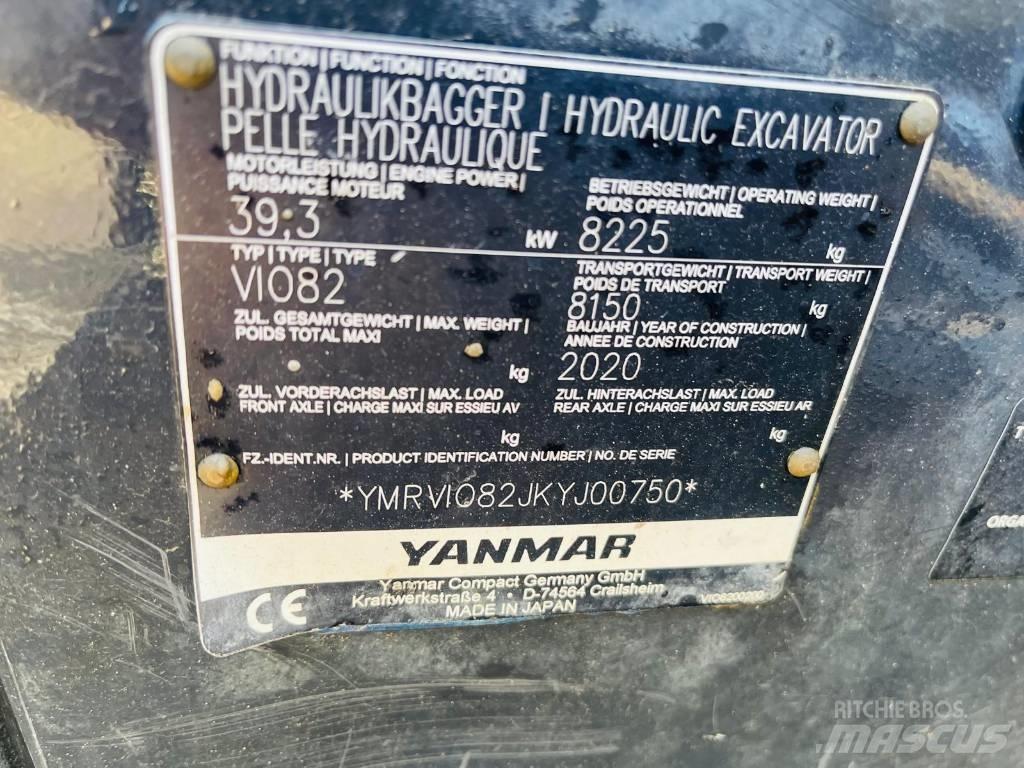 FUNKTION | FUNCTION | FONCTION
HYDRAULIKBAGGER | HYDRAULIC EXCAVATOR
PELLE HYDRAULIQUE
MOTORLEISTUNG | ENGINE POWER |
PUISSANCE MOTEUR
39,3 kW
BETRIEBSGEWICHT | OPERATING WEIGHT |
POIDS OPERATIONNEL
8225 kg
TYP | TYPE | TYPE
VIO82
TRANSPORTGEWICHT | TRANSPORT WEIGHT |
POIDS DE TRANSPORT
8150 kg
ZUL. GESAMTGEWICHT | MAX. WEIGHT |
POIDS TOTAL MAXI
kg
BAUJAHR | YEAR OF CONSTRUCTION |
ANNEE DE CONSTRUCTION
2020
ZUL. VORDERACHSLAST | MAX. LOAD
FRONT AXLE | CHARGE MAXI SUR ESSIEU AV
kg
ZUL. HINTERACHSLAST | MAX. LOAD
REAR AXLE | CHARGE MAXI SUR ESSIEU AR
kg
FZ.-IDENT.NR. | PRODUCT IDENTIFICATION NUMBER | NO. DE SERIE
*YMRVIO82JKYJ00750*
YANMAR
Yanmar Compact Germany GmbH
Kraftwerkstraße 4 • D-74564 Crailsheim
MADE IN JAPAN
CE
RITCHIE BROS.
MASCUS